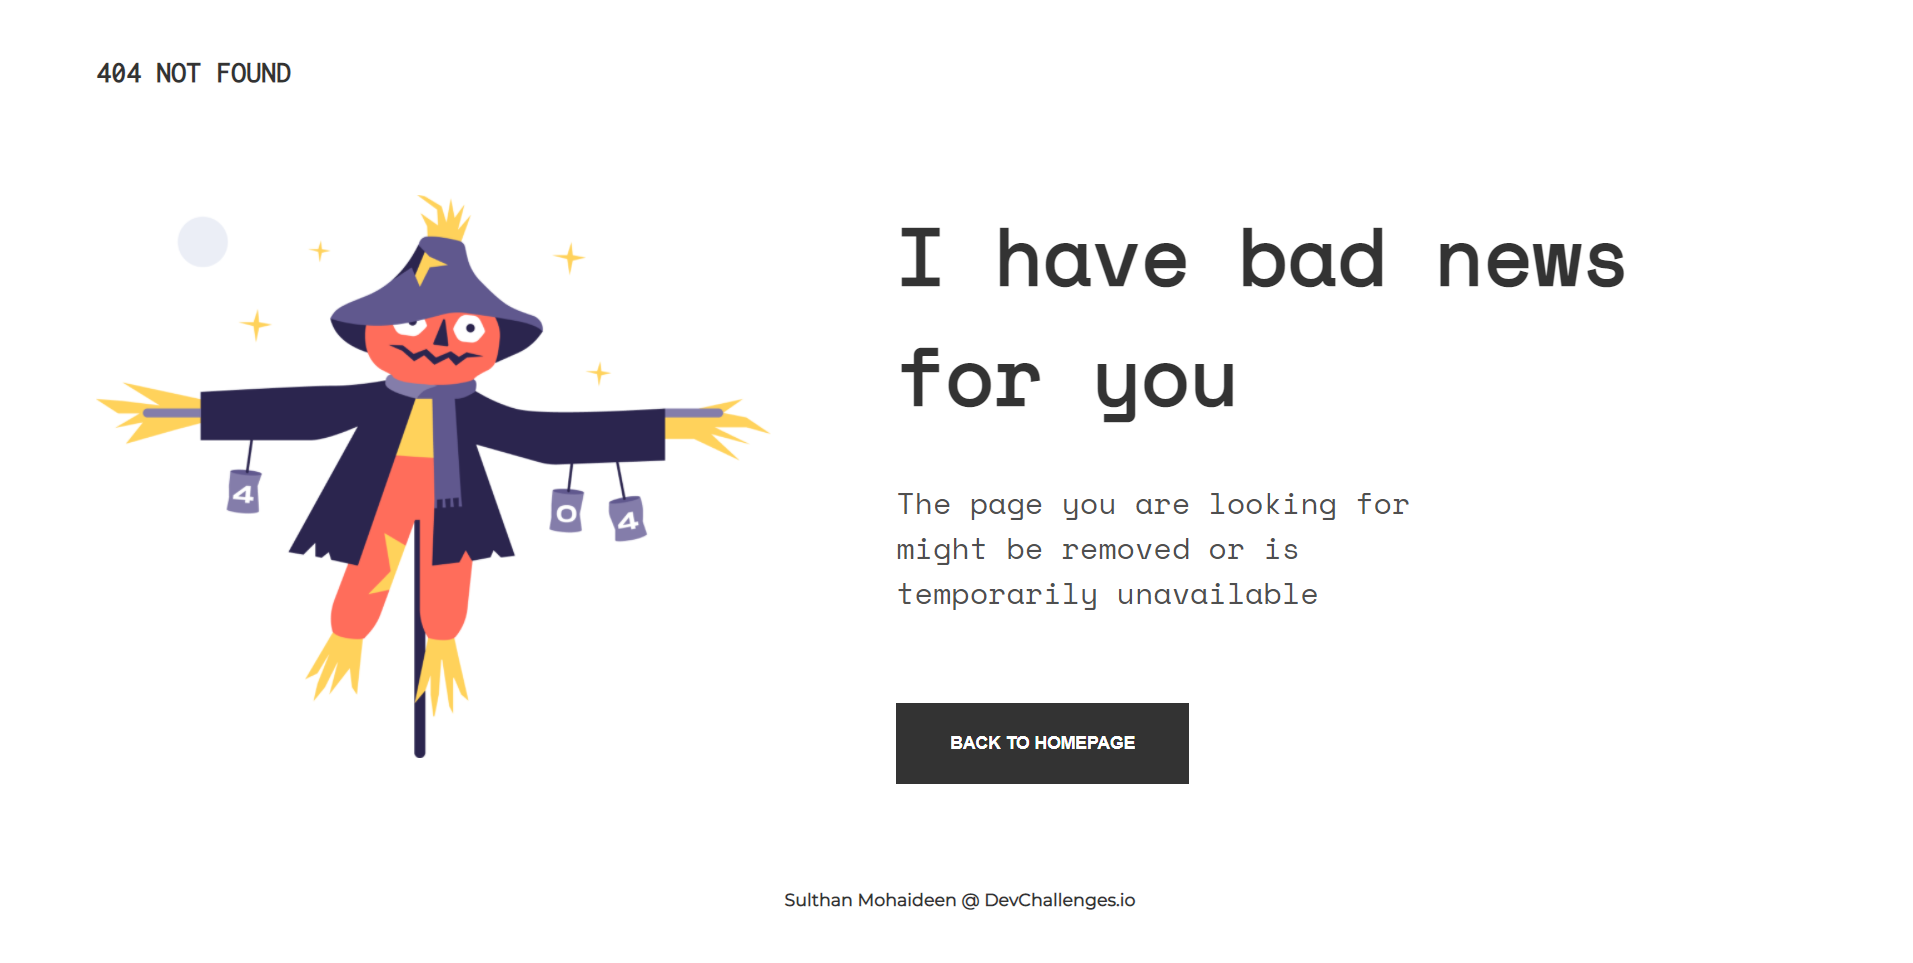 404 NOT FOUND
4
0
4
I have bad news
for you
The page you are looking for
might be removed or is
temporarily unavailable
BACK TO HOMEPAGE
Sulthan Mohaideen @ DevChallenges.io